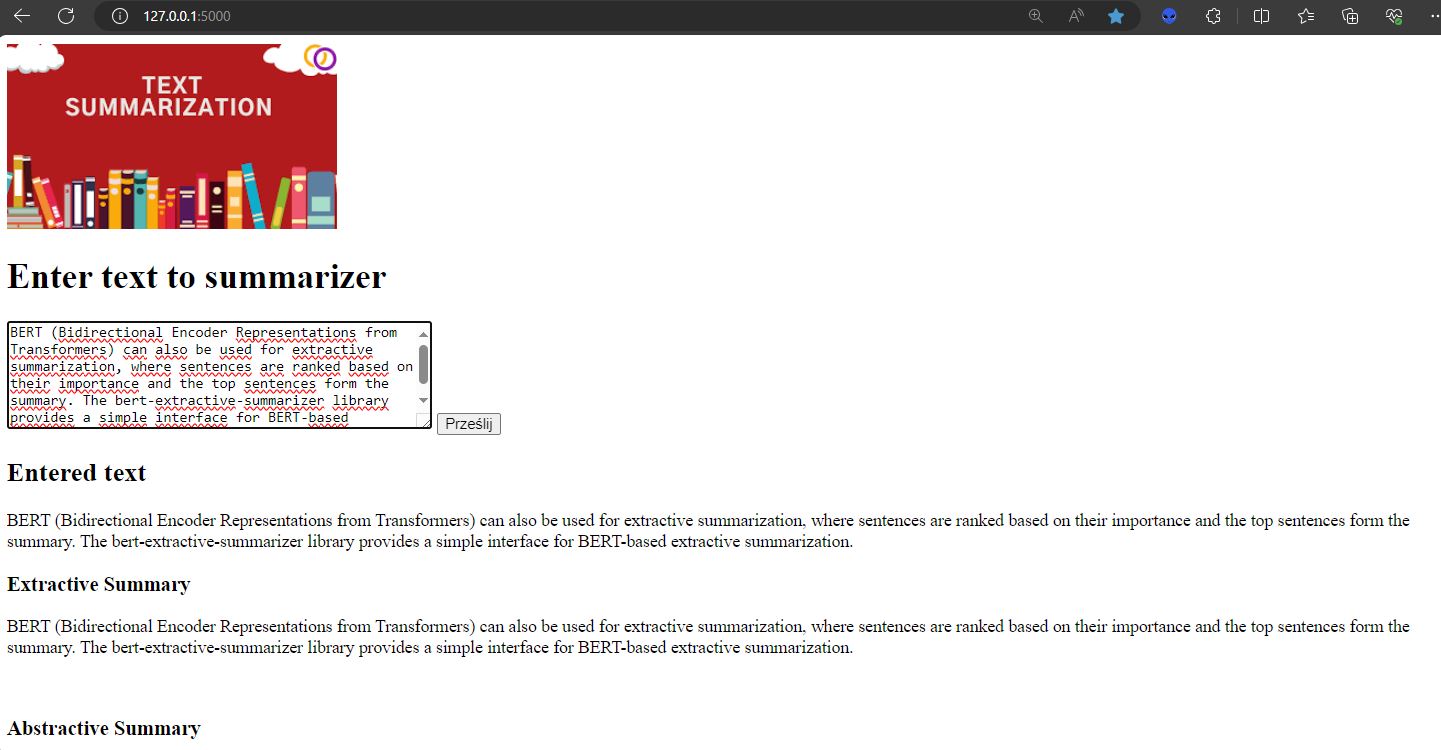 127.0.0.1:5000
TEXT
SUMMARIZATION
Enter text to summarizer
BERT (Bidirectional Encoder Representations from
Transformers) can also be used for extractive
summarization, where sentences are ranked based on
their importance and the top sentences form the
summary. The bert-extractive-summarizer library
provides a simple interface for BERT-based
Prześlij
Entered text
BERT (Bidirectional Encoder Representations from Transformers) can also be used for extractive summarization, where sentences are ranked based on their importance and the top sentences form the
summary. The bert-extractive-summarizer library provides a simple interface for BERT-based extractive summarization.
Extractive Summary
BERT (Bidirectional Encoder Representations from Transformers) can also be used for extractive summarization, where sentences are ranked based on their importance and the top sentences form the
summary. The bert-extractive-summarizer library provides a simple interface for BERT-based extractive summarization.
Abstractive Summary